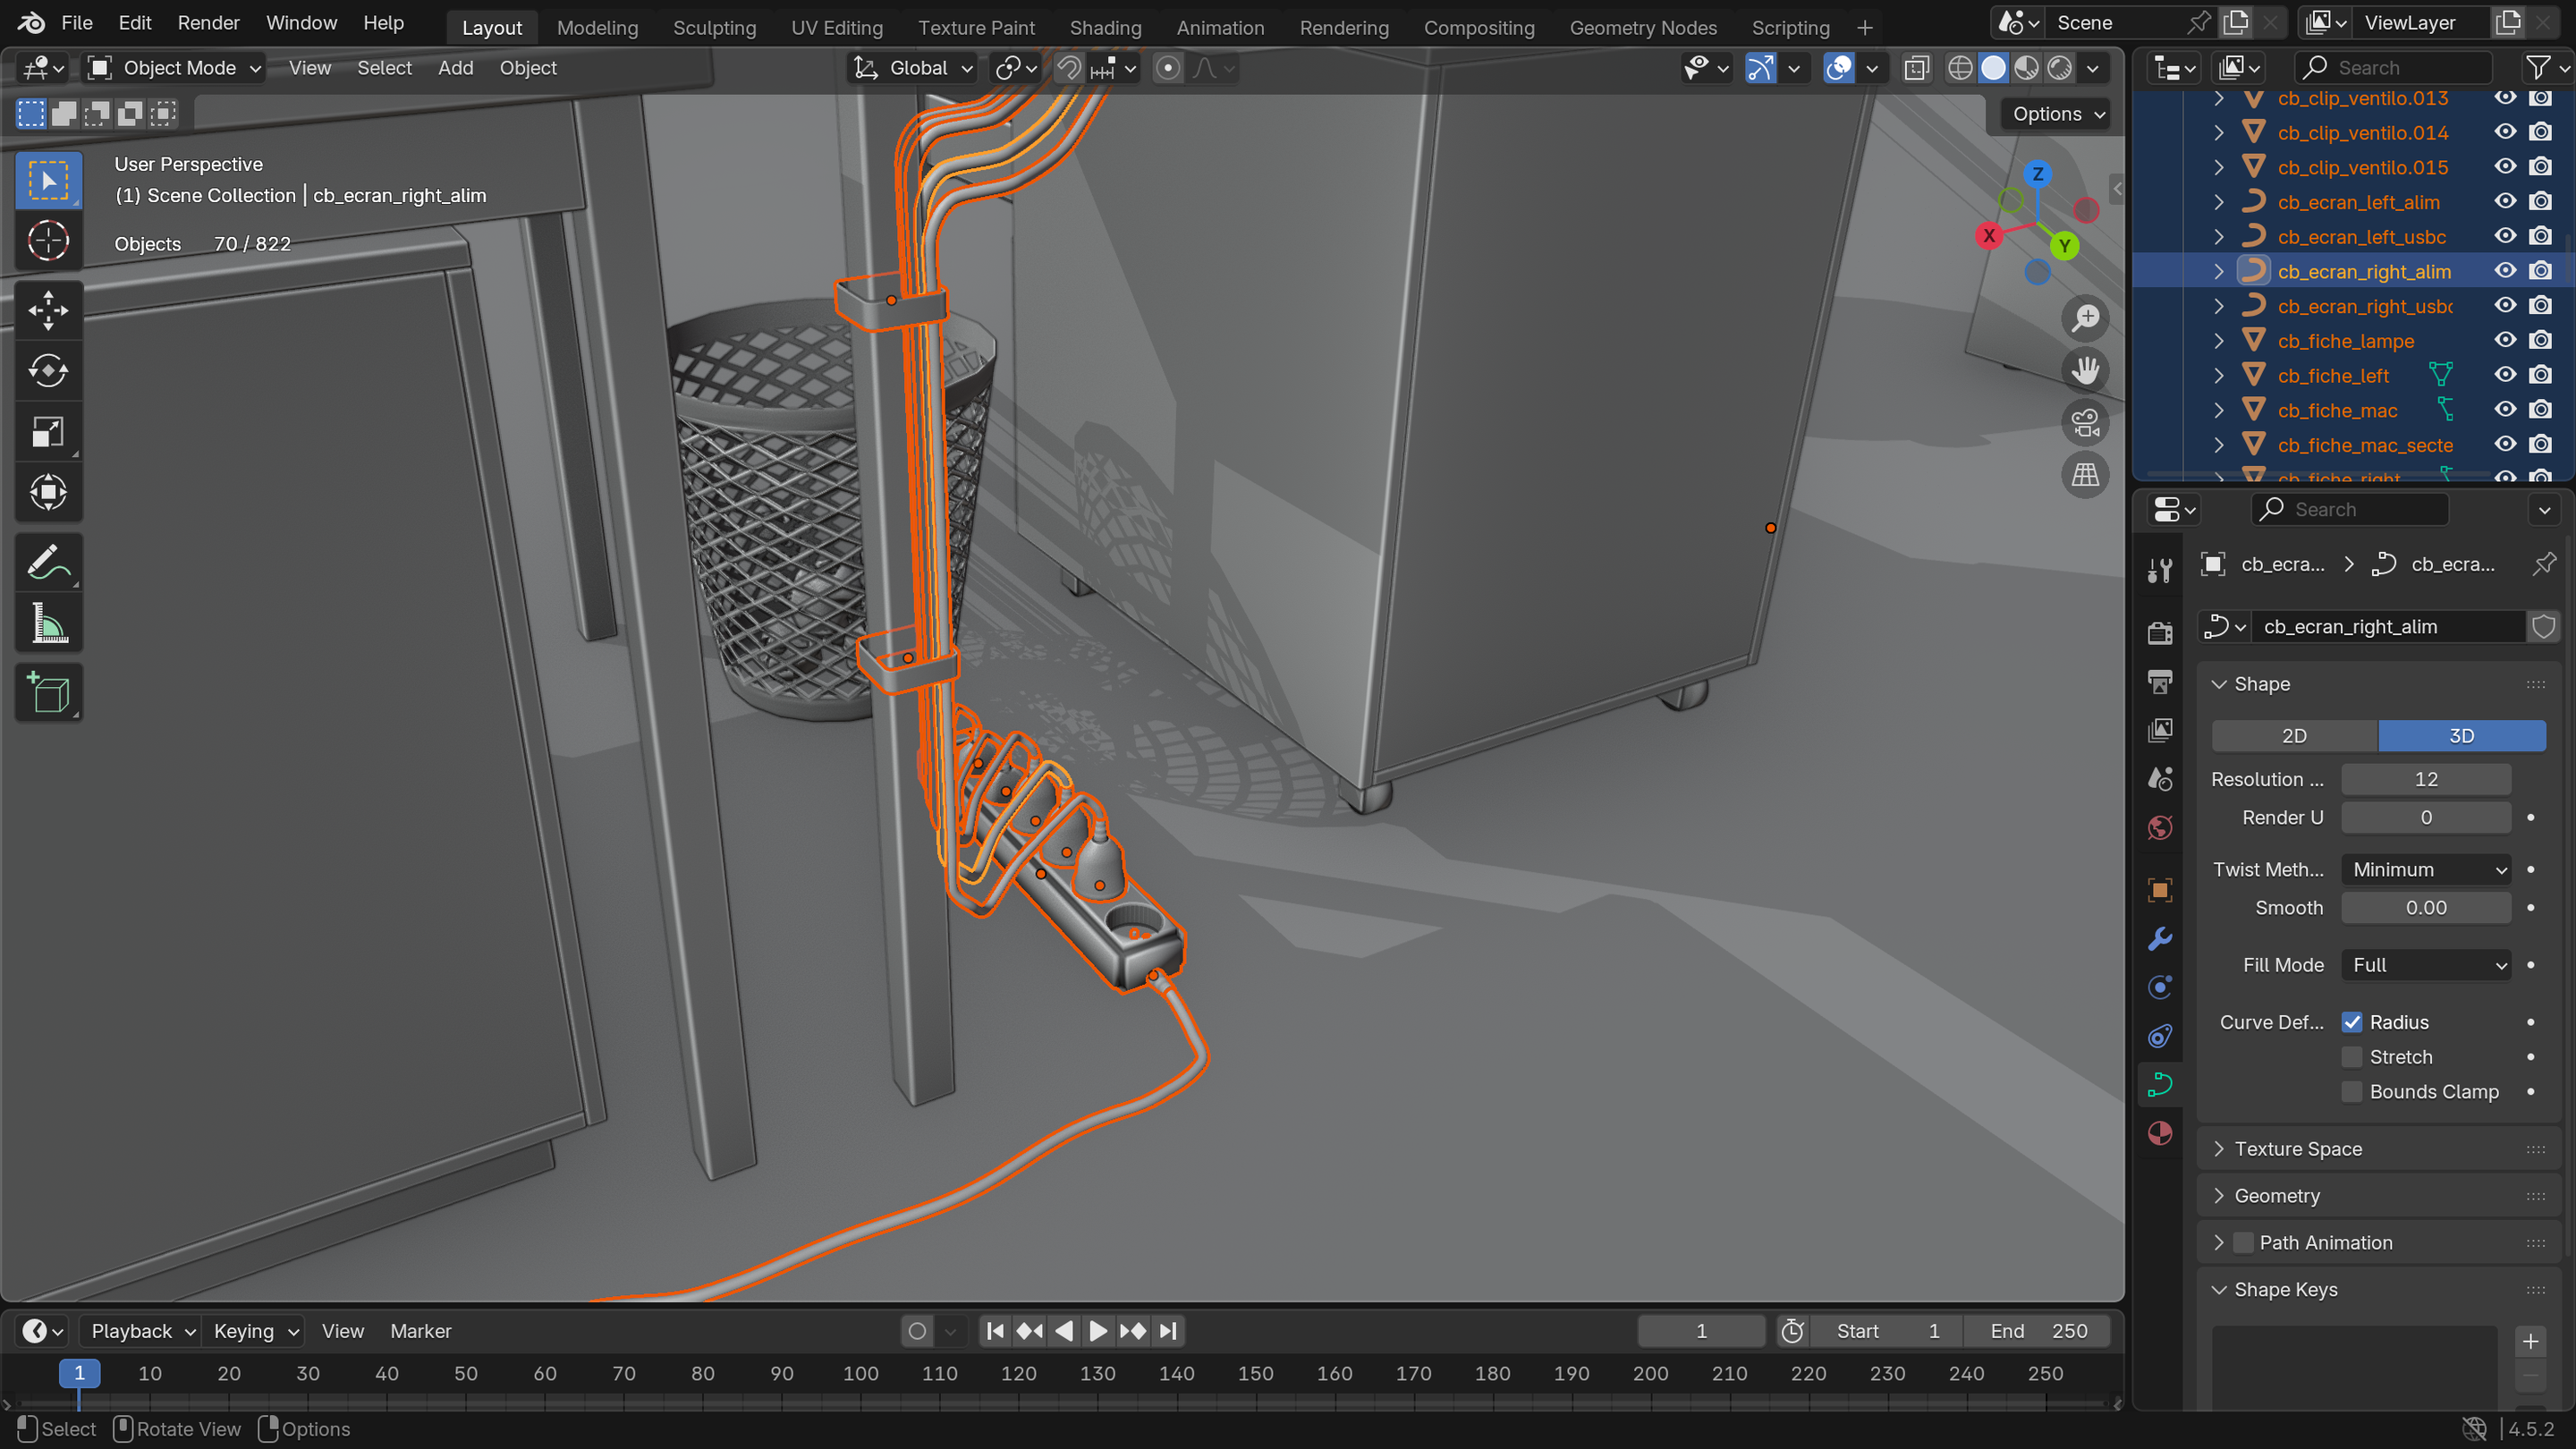 File Edit Render Window Help Layout Modeling Sculpting UV Editing Texture Paint Shading Animation Rendering Compositing Geometry Nodes Scripting + Scene ViewLayer
Object Mode View Select Add Object Global Search
Options
User Perspective
(1) Scene Collection | cb_ecran_right_alim
Objects 70 / 822
Z
X
Y
cb_clip_ventilo.013
cb_clip_ventilo.014
cb_clip_ventilo.015
cb_ecran_left_alim
cb_ecran_left_usbc
cb_ecran_right_alim
cb_ecran_right_usbc
cb_fiche_lampe
cb_fiche_left
cb_fiche_mac
cb_fiche_mac_secte
cb_fiche_right
Search
cb_ecra... cb_ecra...
cb_ecran_right_alim
Shape
2D 3D
Resolution ... 12
Render U 0
Twist Meth... Minimum
Smooth 0.00
Fill Mode Full
Curve Def... Radius
Stretch
Bounds Clamp
Texture Space
Geometry
Path Animation
Shape Keys
Playback Keying View Marker 1 Start 1 End 250
1 10 20 30 40 50 60 70 80 90 100 110 120 130 140 150 160 170 180 190 200 210 220 230 240 250
Select Rotate View Options 4.5.2